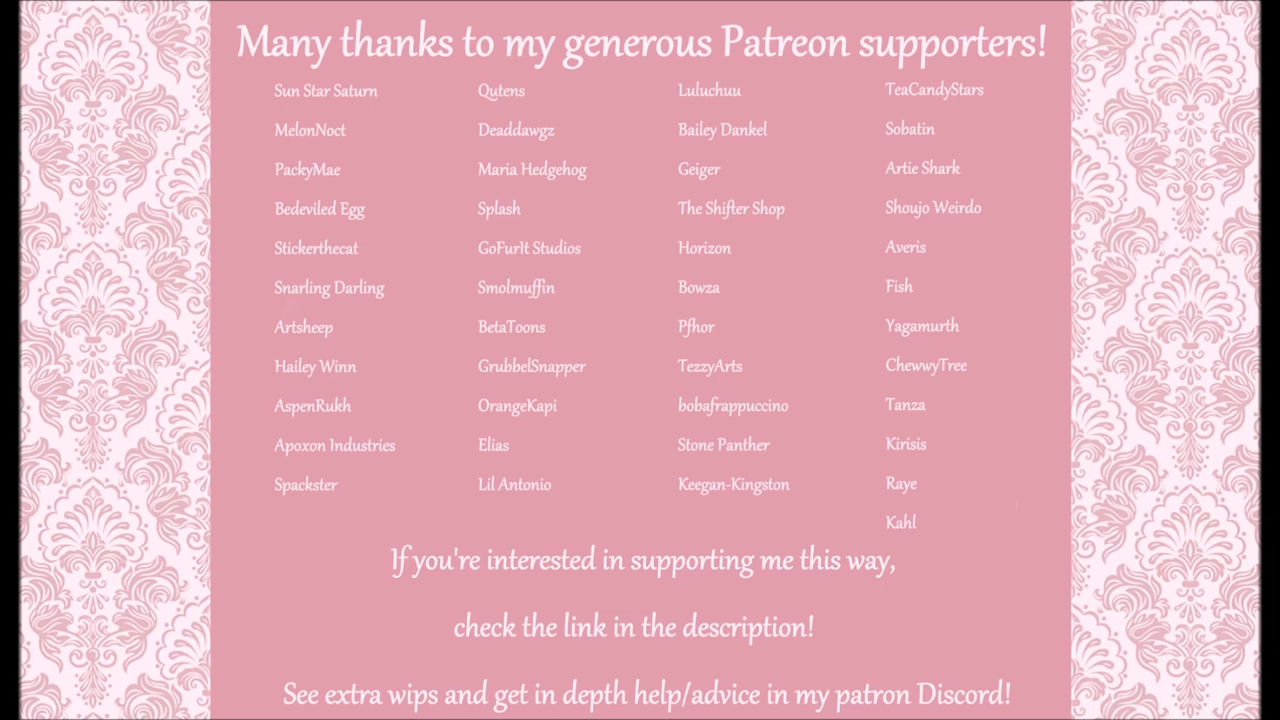 Many thanks to my generous Patreon supporters!
Sun Star Saturn
MelonNoct
PackyMae
Bedeviled Egg
Stickerthecat
Snarling Darling
Artsheep
Hailey Winn
AspenRukh
Apoxon Industries
Spackster
Qutens
Deaddawgz
Maria Hedgehog
Splash
GoFurIt Studios
Smolmuffin
BetaToons
GrubbelSnapper
OrangeKapi
Elias
Lil Antonio
Luluchuu
Bailey Dankel
Geiger
The Shifter Shop
Horizon
Bowza
Pfhor
TezzyArts
bobafrappuccino
Stone Panther
Keegan-Kingston
TeaCandyStars
Sobatin
Artie Shark
Shoujo Weirdo
Averis
Fish
Yagamurth
ChewwyTree
Tanza
Kirisis
Raye
Kahl
If you're interested in supporting me this way,
check the link in the description!
See extra wips and get in depth help/advice in my patron Discord!